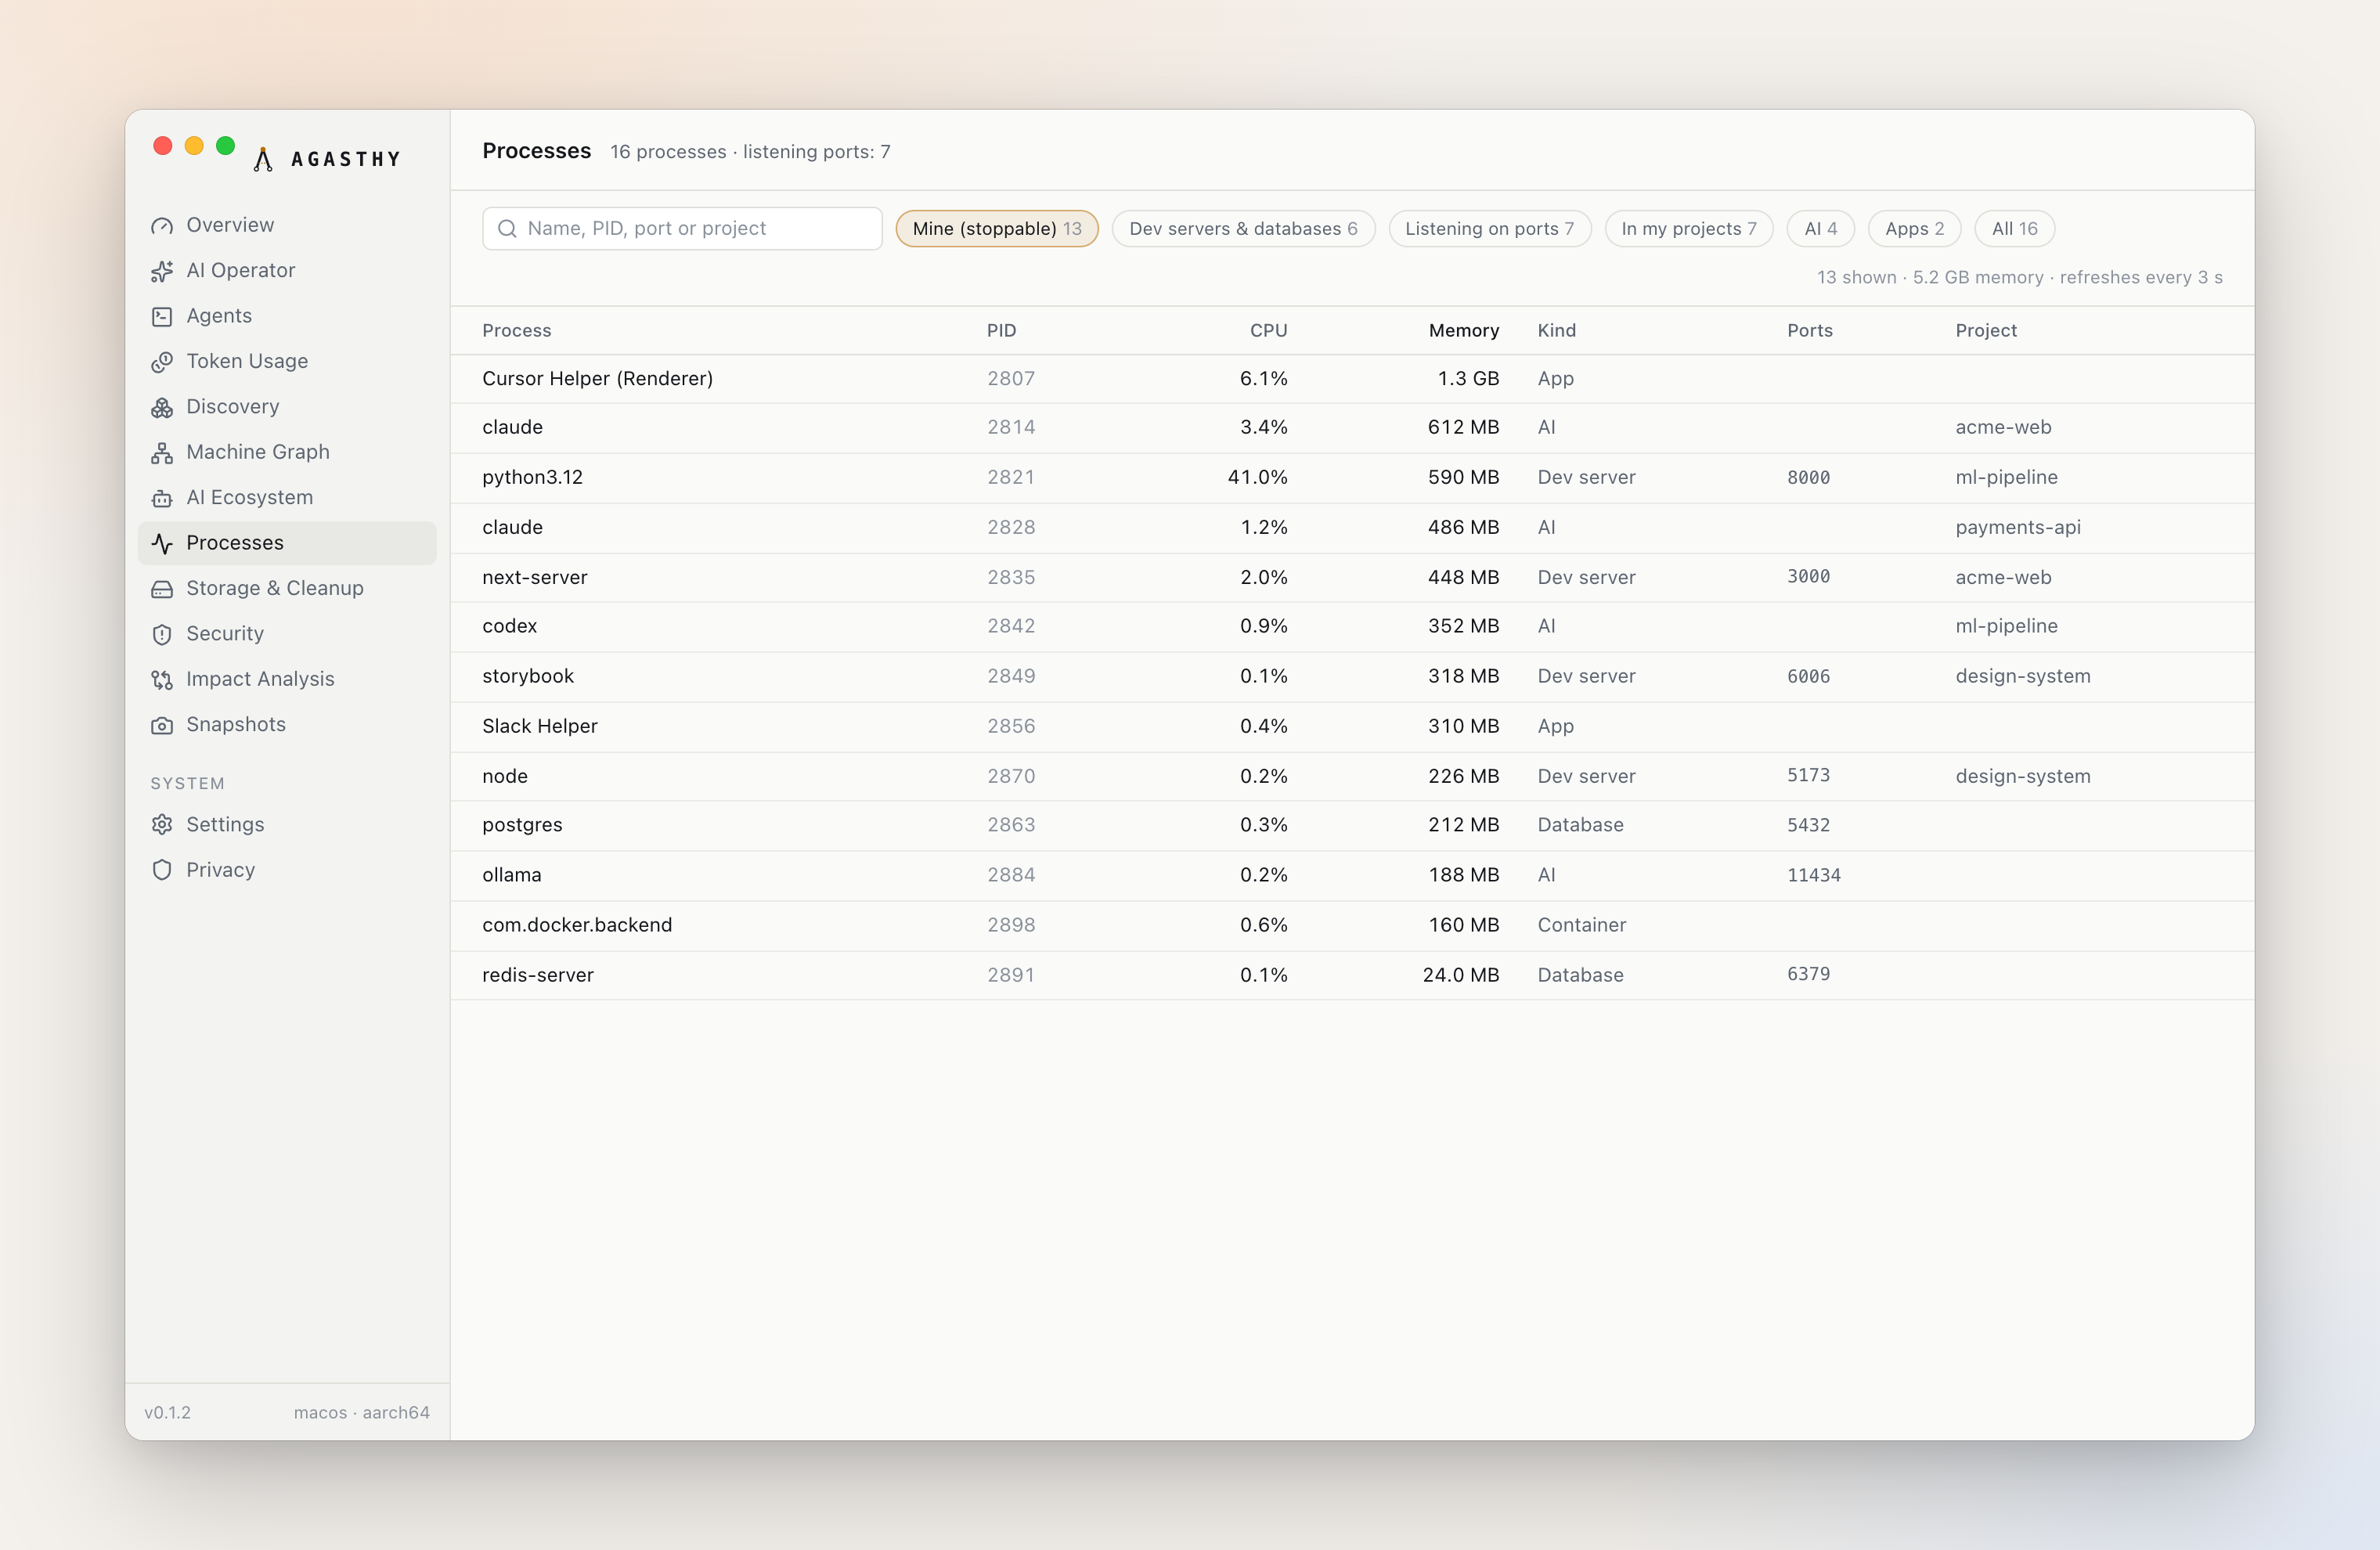 AGASTHY
Overview
AI Operator
Agents
Token Usage
Discovery
Machine Graph
AI Ecosystem
Processes
Storage & Cleanup
Security
Impact Analysis
Snapshots
SYSTEM
Settings
Privacy
v0.1.2 macos · aarch64
Processes 16 processes · listening ports: 7
Name, PID, port or project Mine (stoppable) 13 Dev servers & databases 6 Listening on ports 7 In my projects 7 AI 4 Apps 2 All 16
13 shown · 5.2 GB memory · refreshes every 3 s
Process PID CPU Memory Kind Ports Project
Cursor Helper (Renderer) 2807 6.1% 1.3 GB App
claude 2814 3.4% 612 MB AI acme-web
python3.12 2821 41.0% 590 MB Dev server 8000 ml-pipeline
claude 2828 1.2% 486 MB AI payments-api
next-server 2835 2.0% 448 MB Dev server 3000 acme-web
codex 2842 0.9% 352 MB AI ml-pipeline
storybook 2849 0.1% 318 MB Dev server 6006 design-system
Slack Helper 2856 0.4% 310 MB App
node 2870 0.2% 226 MB Dev server 5173 design-system
postgres 2863 0.3% 212 MB Database 5432
ollama 2884 0.2% 188 MB AI 11434
com.docker.backend 2898 0.6% 160 MB Container
redis-server 2891 0.1% 24.0 MB Database 6379